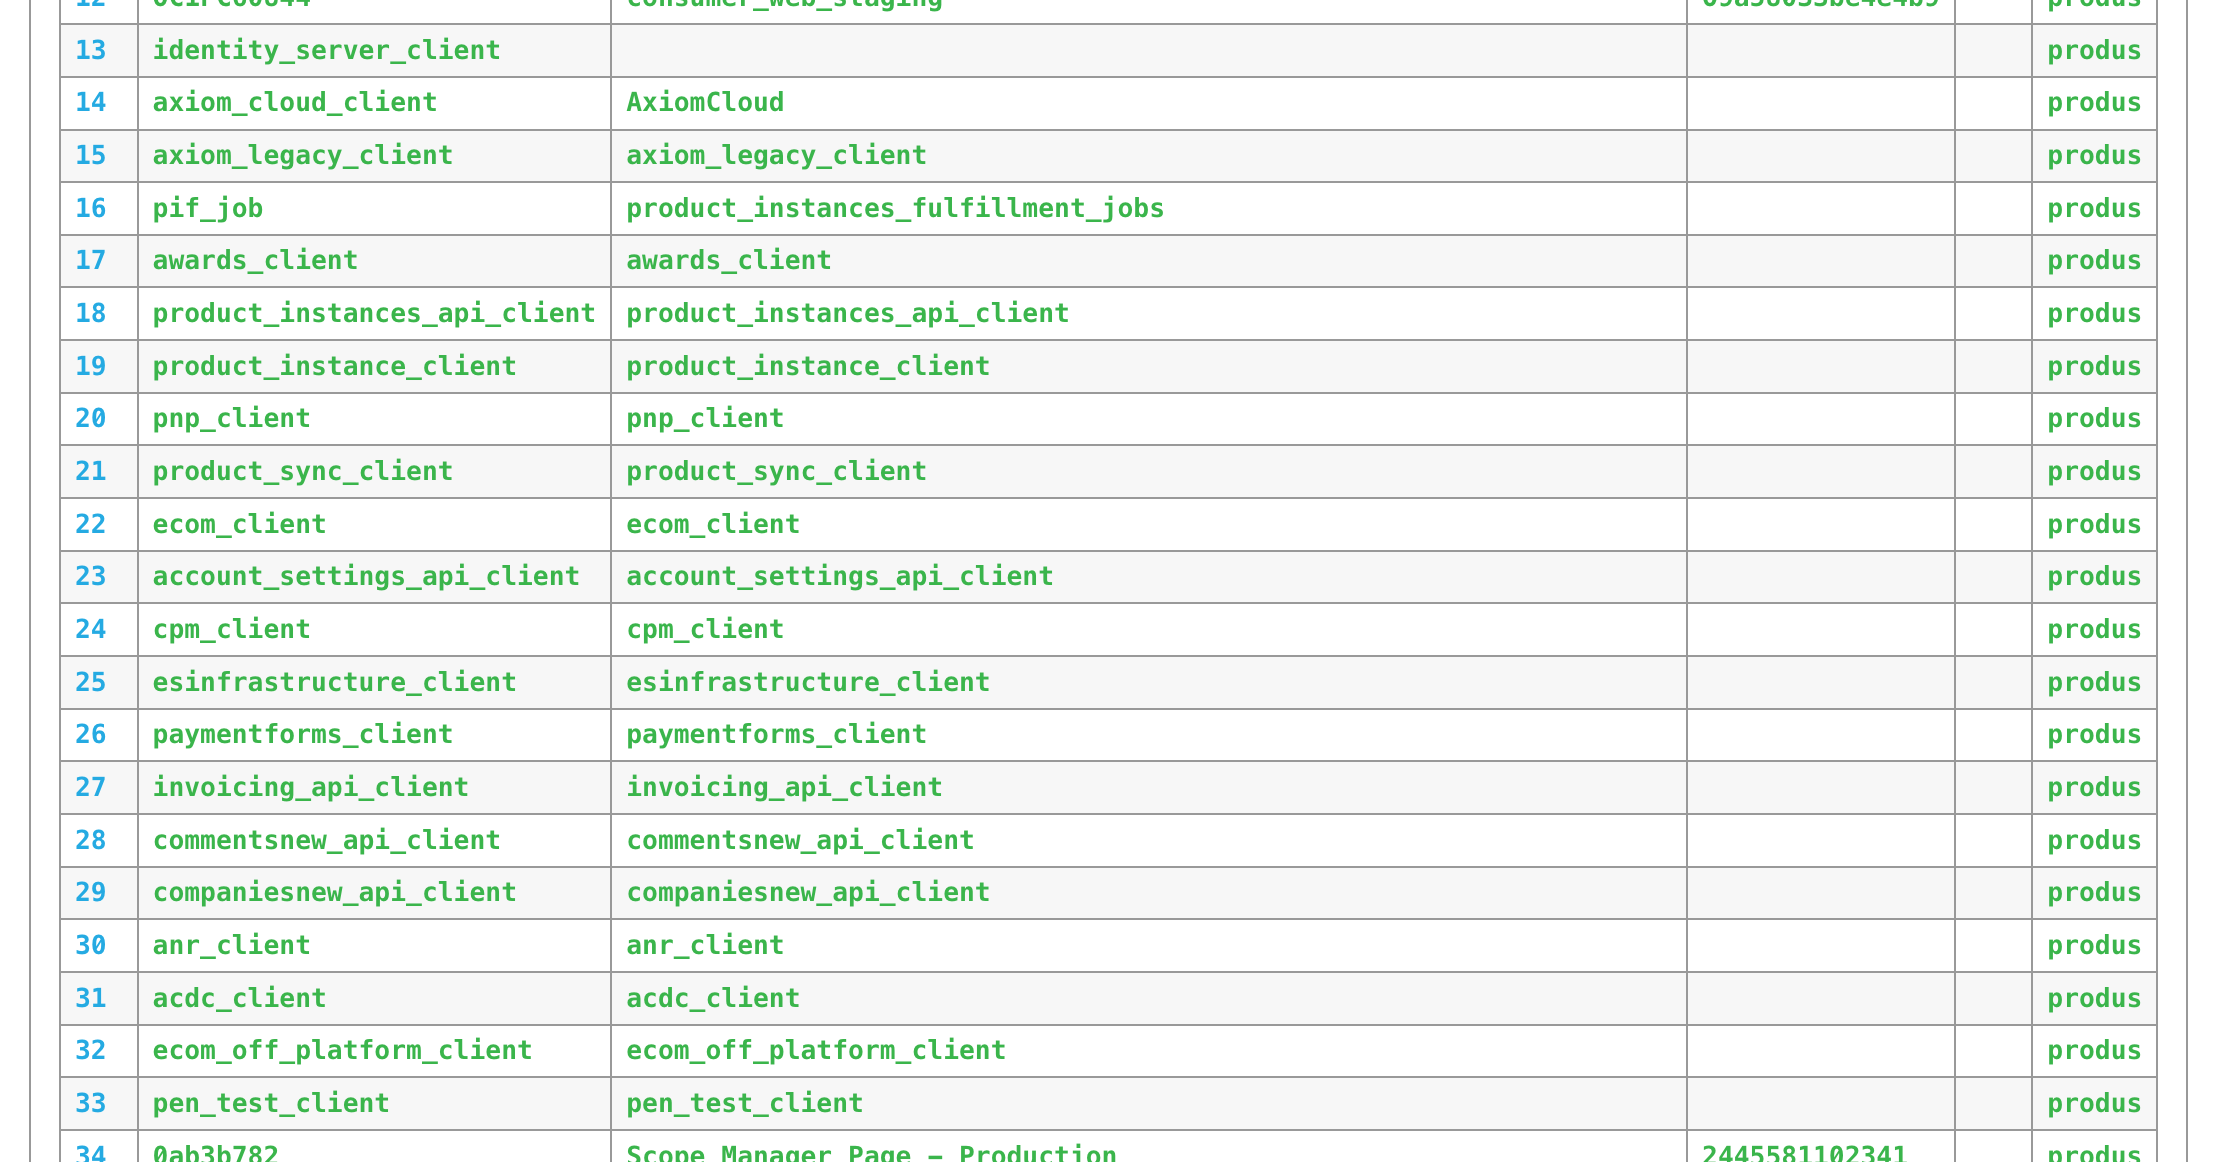 12 consumer_web_staging produs
13 identity_server_client produs
14 axiom_cloud_client AxiomCloud produs
15 axiom_legacy_client axiom_legacy_client produs
16 pif_job product_instances_fulfillment_jobs produs
17 awards_client awards_client produs
18 product_instances_api_client product_instances_api_client produs
19 product_instance_client product_instance_client produs
20 pnp_client pnp_client produs
21 product_sync_client product_sync_client produs
22 ecom_client ecom_client produs
23 account_settings_api_client account_settings_api_client produs
24 cpm_client cpm_client produs
25 esinfrastructure_client esinfrastructure_client produs
26 paymentforms_client paymentforms_client produs
27 invoicing_api_client invoicing_api_client produs
28 commentsnew_api_client commentsnew_api_client produs
29 companiesnew_api_client companiesnew_api_client produs
30 anr_client anr_client produs
31 acdc_client acdc_client produs
32 ecom_off_platform_client ecom_off_platform_client produs
33 pen_test_client pen_test_client produs
34 0ab3b782 Scope Manager Page – Production 2445581102341 produs